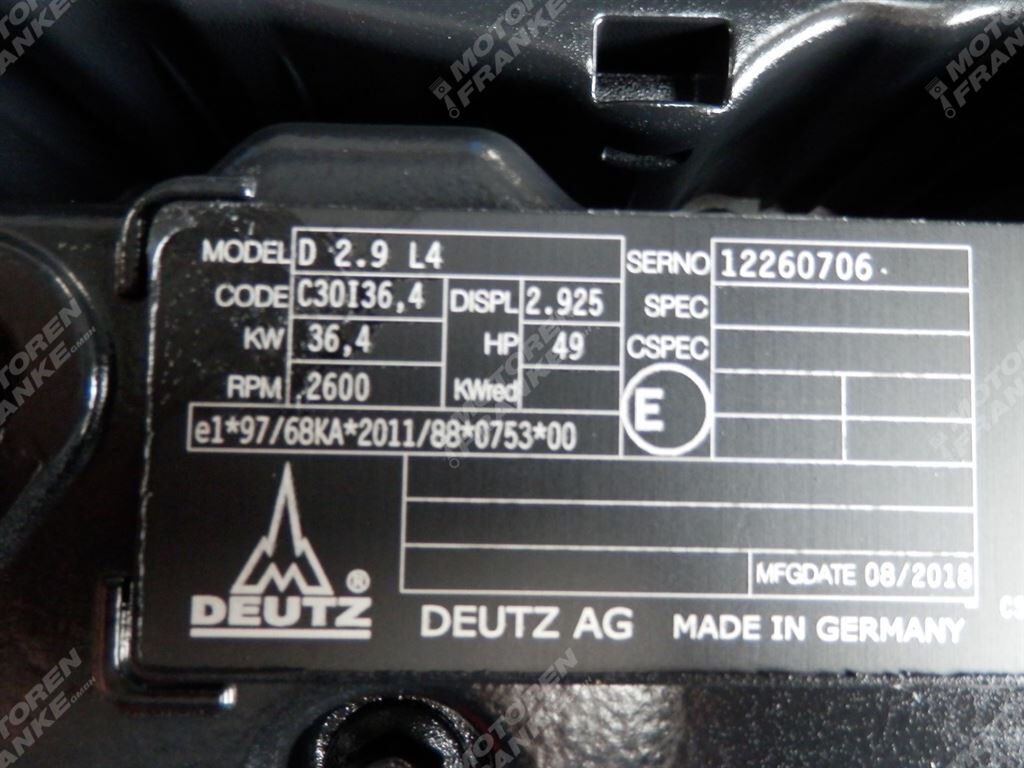 MOTOREN
FRANKE GMBH
MODEL D 2.9 L4 SERNO 12260706
CODE C30I36,4 DISPL 2.925 SPEC
KW 36,4 HP 49 CSPEC
RPM 2600 KWred E
e1*97/68KA*2011/88*0753*00
MFGDATE 08/2018
DEUTZ ®
DEUTZ AG MADE IN GERMANY